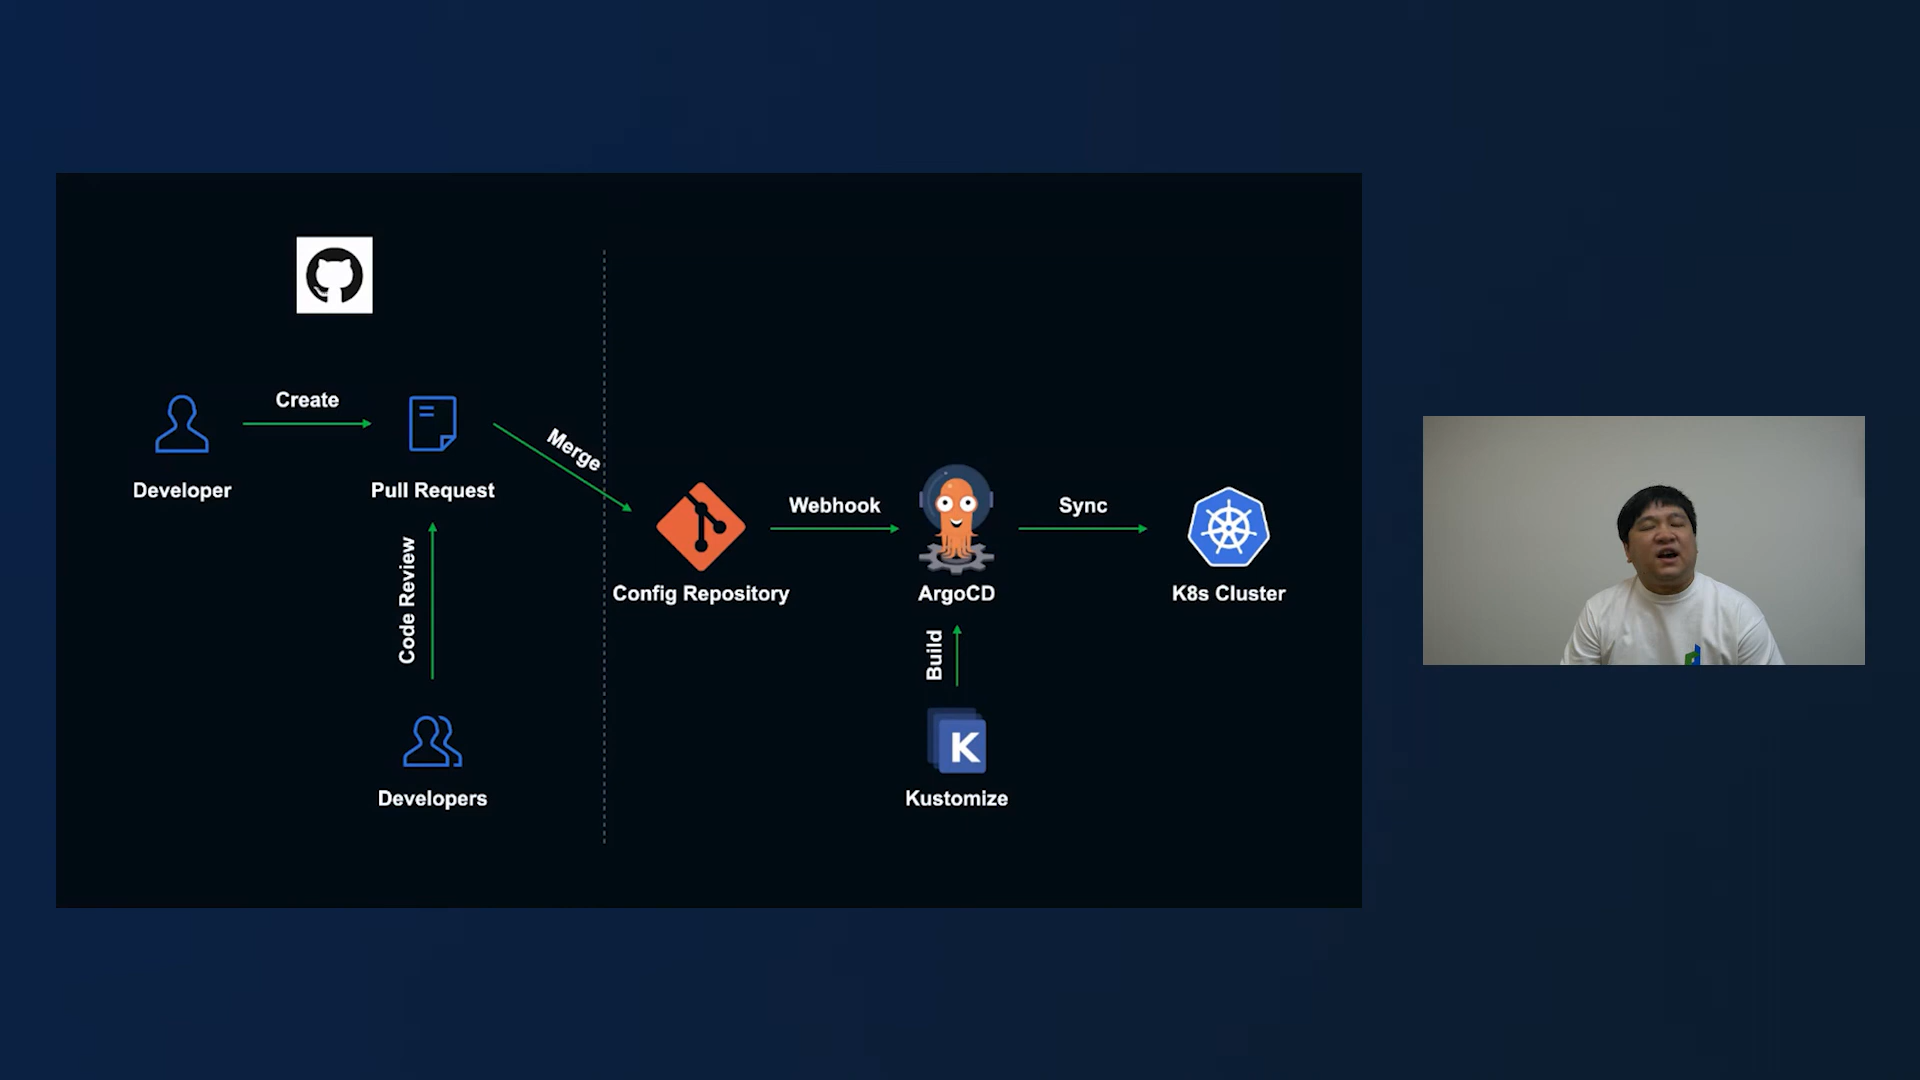 Create
Developer
Pull Request
Merge
Code Review
Developers
Config Repository
Webhook
ArgoCD
Sync
K8s Cluster
Build
K
Kustomize